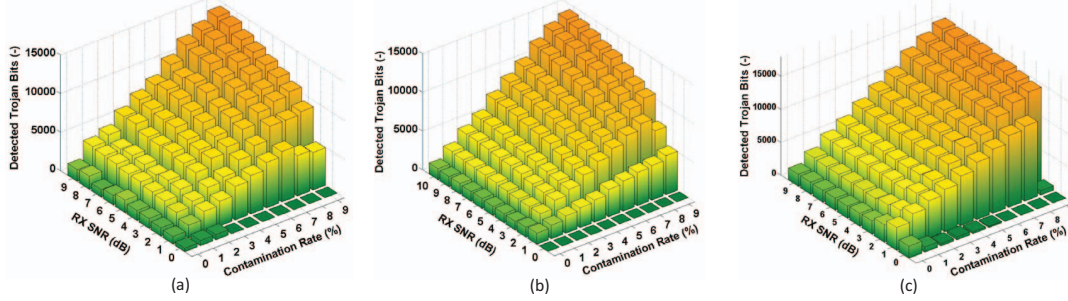 15000
10000
5000
0
Detected Trojan Bits (-)
9 8 7 6 5 4 3 2 1 0
RX SNR (dB)
0 1 2 3 4 5 6 7 8 9
Contamination Rate (%)
(a)
15000
10000
5000
0
Detected Trojan Bits (-)
10 9 8 7 6 5 4 3 2 1 0
RX SNR (dB)
0 1 2 3 4 5 6 7 8 9
Contamination Rate (%)
(b)
15000
10000
5000
0
Detected Trojan Bits (-)
9 8 7 6 5 4 3 2 1 0
RX SNR (dB)
0 1 2 3 4 5 6 7 8
Contamination Rate (%)
(c)